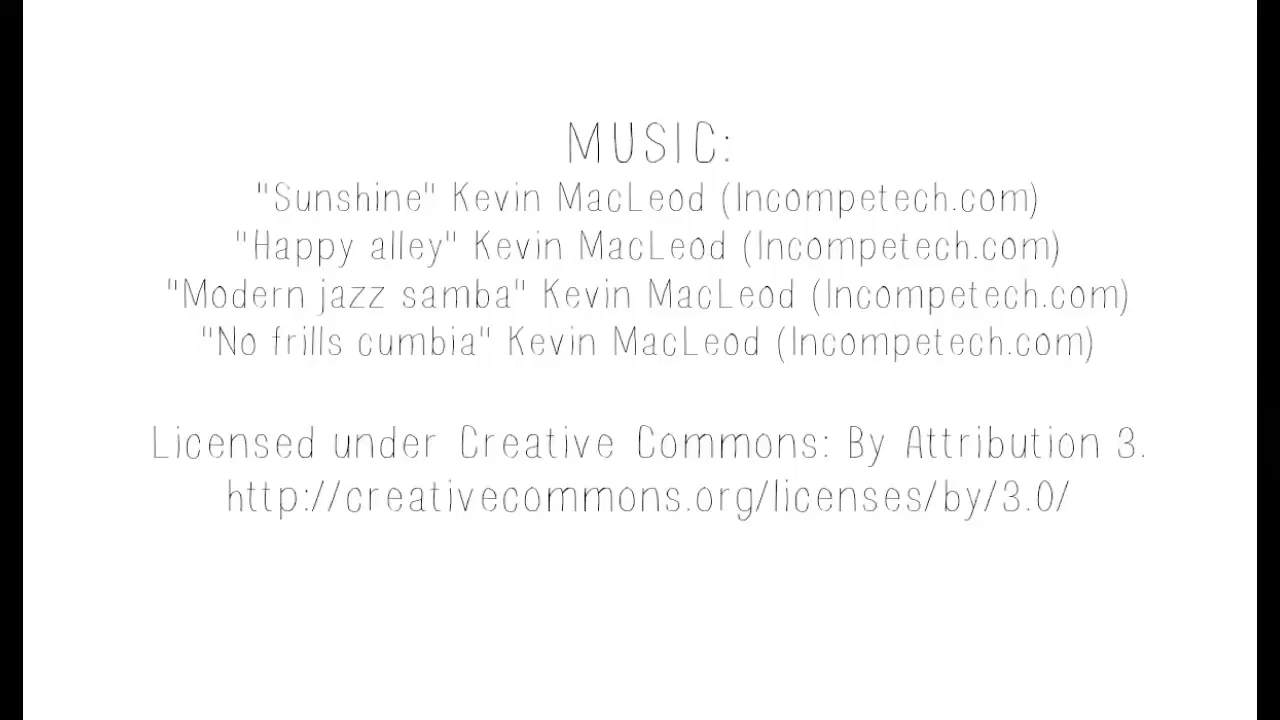 MUSIC:
"Sunshine" Kevin MacLeod (Incompetech.com)
"Happy alley" Kevin MacLeod (Incompetech.com)
"Modern jazz samba" Kevin MacLeod (Incompetech.com)
"No frills cumbia" Kevin MacLeod (Incompetech.com)
Licensed under Creative Commons: By Attribution 3.
http://creativecommons.org/licenses/by/3.0/